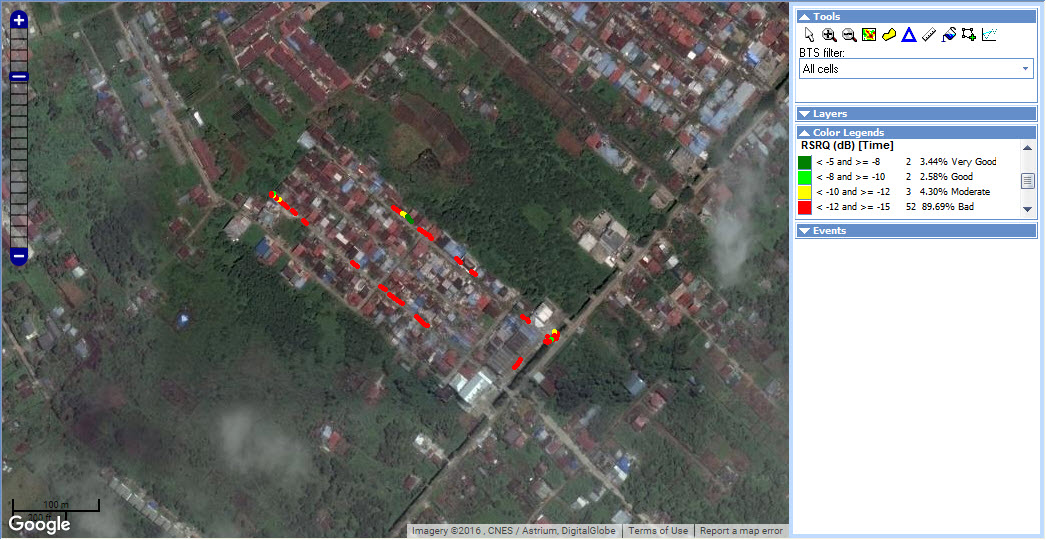 Tools
BTS filter:
All cells
Layers
Color Legends
RSRQ (dB) [Time]
< -5 and >= -8 2 3.44% Very Good
< -8 and >= -10 2 2.58% Good
< -10 and >= -12 3 4.30% Moderate
< -12 and >= -15 52 89.69% Bad
Events
100 m
300 ft
Google
Imagery ©2016 , CNES / Astrium, DigitalGlobe Terms of Use Report a map error